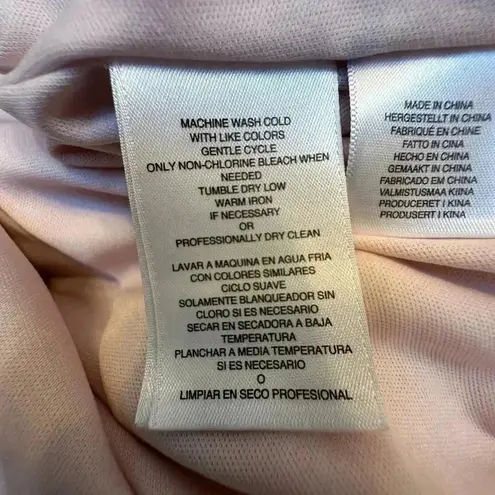 MACHINE WASH COLD
WITH LIKE COLORS
GENTLE CYCLE
ONLY NON-CHLORINE BLEACH WHEN
NEEDED
TUMBLE DRY LOW
WARM IRON
IF NECESSARY
OR
PROFESSIONALLY DRY CLEAN
LAVAR A MAQUINA EN AGUA FRIA
CON COLORES SIMILARES
CICLO SUAVE
SOLAMENTE BLANQUEADOR SIN
CLORO SI ES NECESARIO
SECAR EN SECADORA A BAJA
TEMPERATURA
PLANCHAR A MEDIA TEMPERATURA
SI ES NECESARIO
O
LIMPIAR EN SECO PROFESIONAL
MADE IN CHINA
HERGESTELLT IN CHINA
FABRIQUÉ EN CHINE
FATTO IN CINA
HECHO EN CHINA
GEMAAKT IN CHINA
FABRICADO EM CHINA
VALMISTUSMAA KIINA
PRODUCERET I KINA
PRODUSERT I KINA